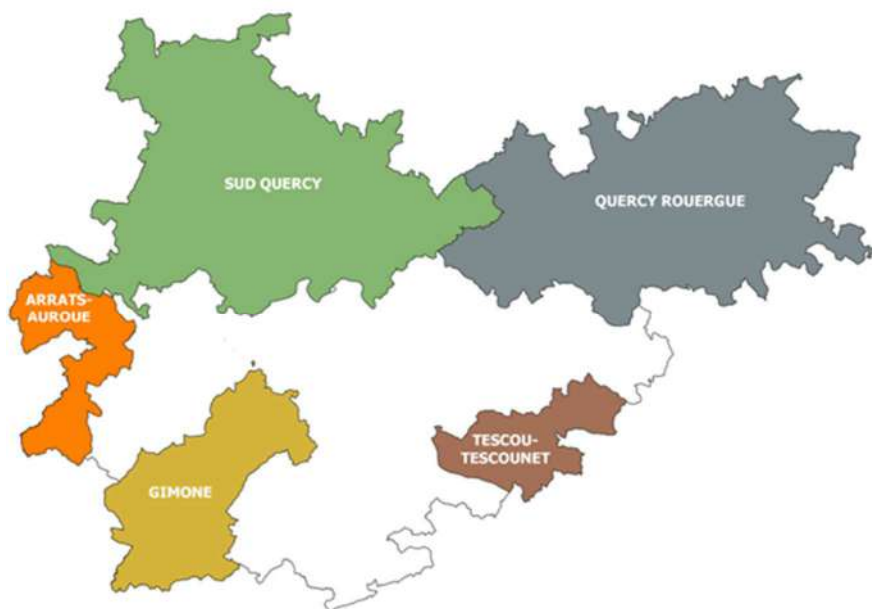 SUD QUERCY
QUERCY ROUERGUE
ARRATS-
AUROUE
TESCOU-
TESCOUNET
GIMONE